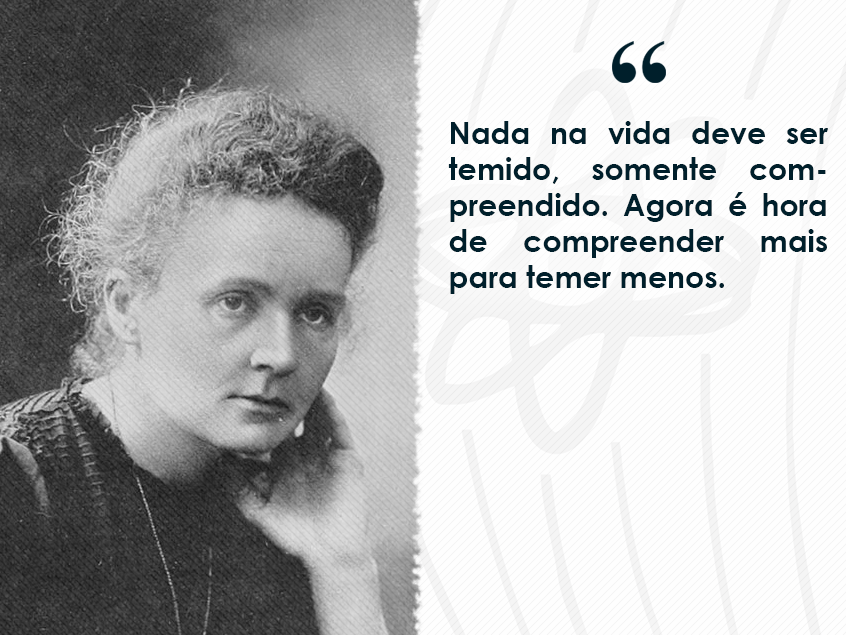 “
Nada na vida deve ser
temido, somente com-
preendido. Agora é hora
de compreender mais
para temer menos.